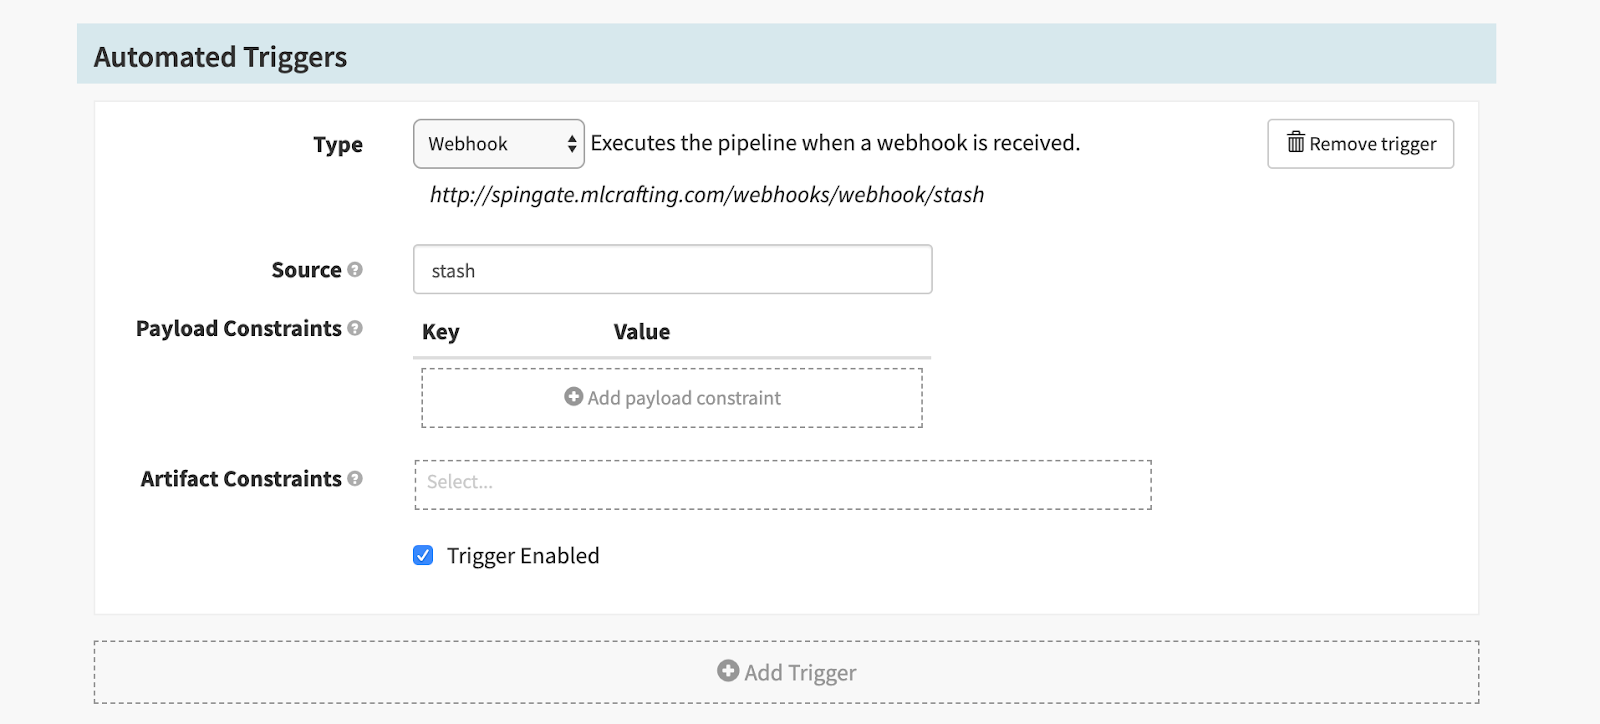 Automated Triggers
Type
Webhook
Executes the pipeline when a webhook is received.
Remove trigger
http://spingate.mlcrafting.com/webhooks/webhook/stash
Source
stash
Payload Constraints
Key
Value
Add payload constraint
Artifact Constraints
Select...
Trigger Enabled
Add Trigger